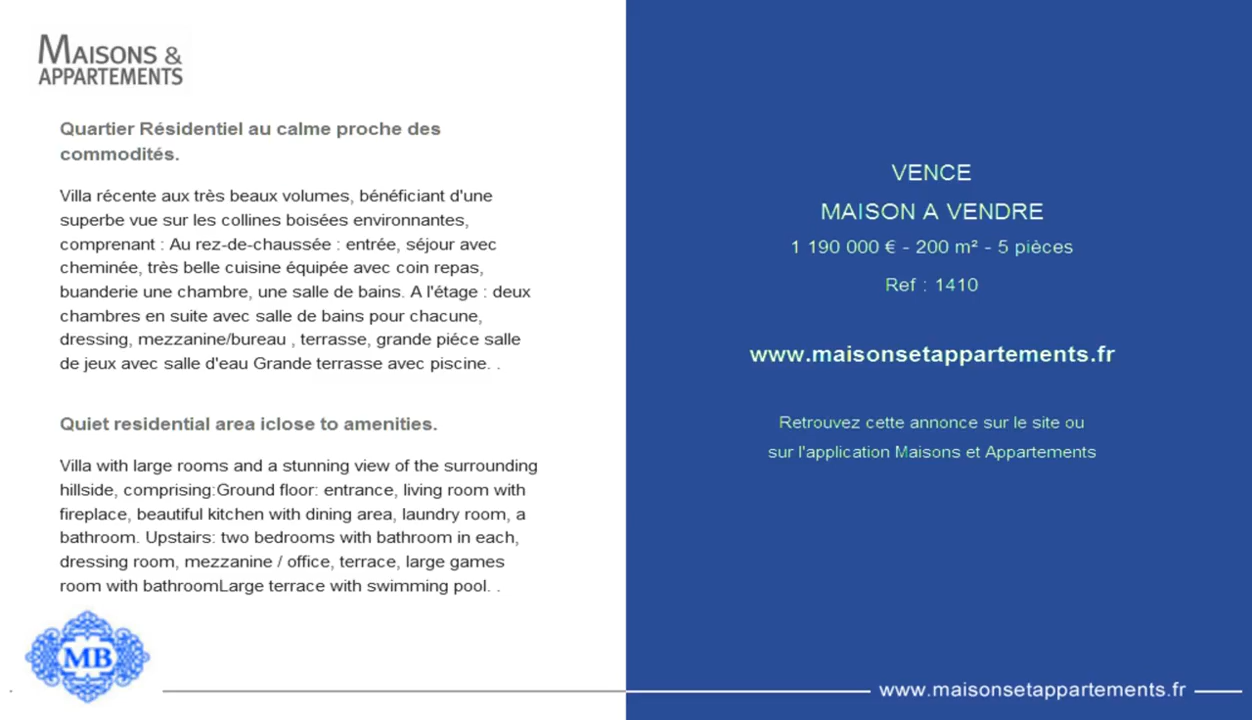 MAISONS &
APPARTEMENTS
Quartier Résidentiel au calme proche des
commodités.
Villa récente aux très beaux volumes, bénéficiant d'une
superbe vue sur les collines boisées environnantes,
comprenant : Au rez-de-chaussée : entrée, séjour avec
cheminée, très belle cuisine équipée avec coin repas,
buanderie une chambre, une salle de bains. A l'étage : deux
chambres en suite avec salle de bains pour chacune,
dressing, mezzanine/bureau , terrasse, grande piéce salle
de jeux avec salle d'eau Grande terrasse avec piscine. .
Quiet residential area iclose to amenities.
Villa with large rooms and a stunning view of the surrounding
hillside, comprising:Ground floor: entrance, living room with
fireplace, beautiful kitchen with dining area, laundry room, a
bathroom. Upstairs: two bedrooms with bathroom in each,
dressing room, mezzanine / office, terrace, large games
room with bathroomLarge terrace with swimming pool. .
MB
VENCE
MAISON A VENDRE
1 190 000 € - 200 m² - 5 pièces
Ref : 1410
www.maisonsetappartements.fr
Retrouvez cette annonce sur le site ou
sur l'application Maisons et Appartements
www.maisonsetappartements.fr